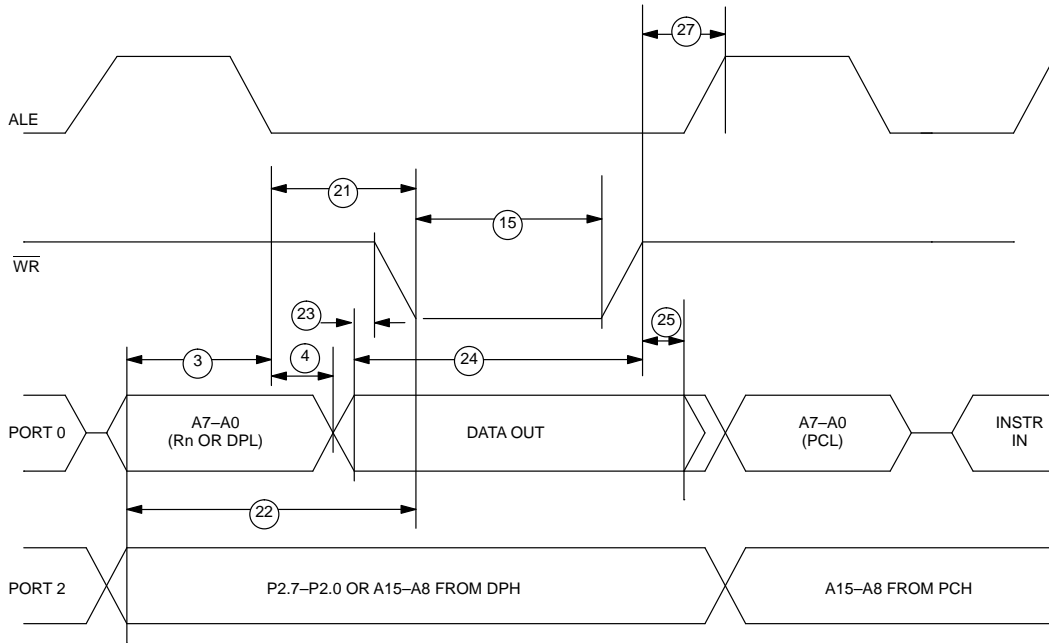 27
ALE
21
15
WR
23
25
3
4
24
PORT 0
A7–A0
(Rn OR DPL)
DATA OUT
A7–A0
(PCL)
INSTR
IN
22
PORT 2
P2.7–P2.0 OR A15–A8 FROM DPH
A15–A8 FROM PCH